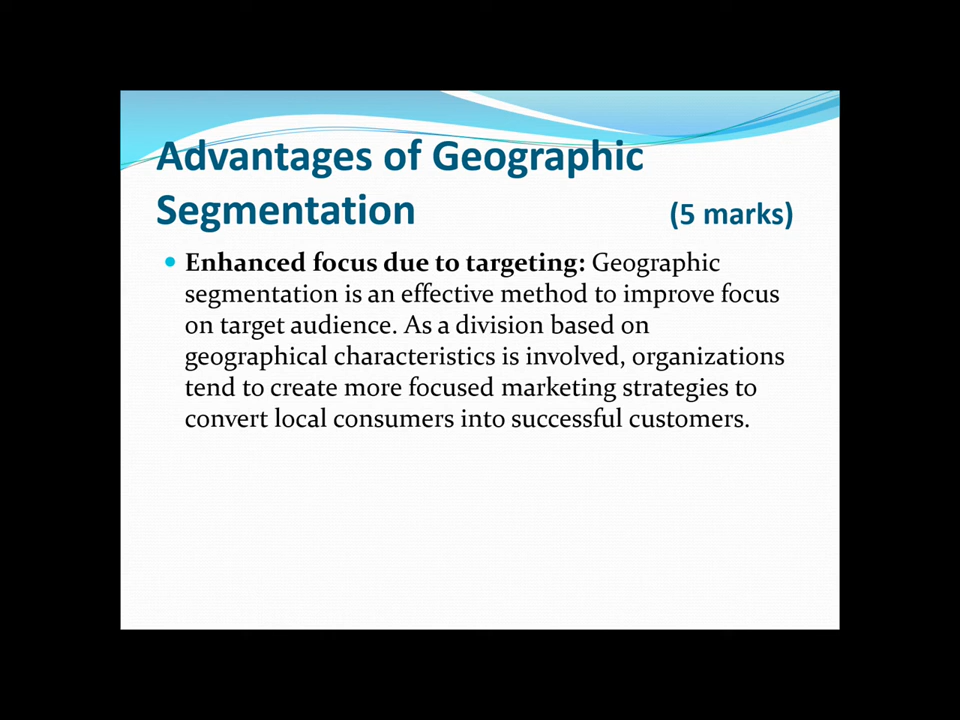 Advantages of Geographic
Segmentation (5 marks)
Enhanced focus due to targeting: Geographic
segmentation is an effective method to improve focus
on target audience. As a division based on
geographical characteristics is involved, organizations
tend to create more focused marketing strategies to
convert local consumers into successful customers.